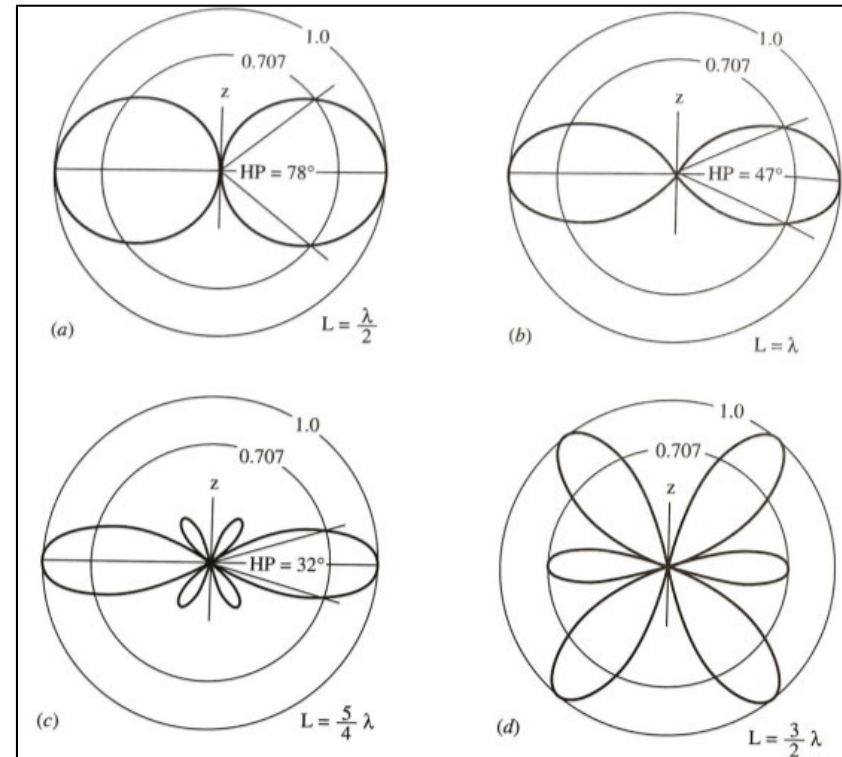 1.0
0.707
z
HP = 78°
(a)
L = λ/2
1.0
0.707
z
HP = 47°
(b)
L = λ
1.0
0.707
z
HP = 32°
(c)
L = 5/4 λ
1.0
0.707
z
(d)
L = 3/2 λ